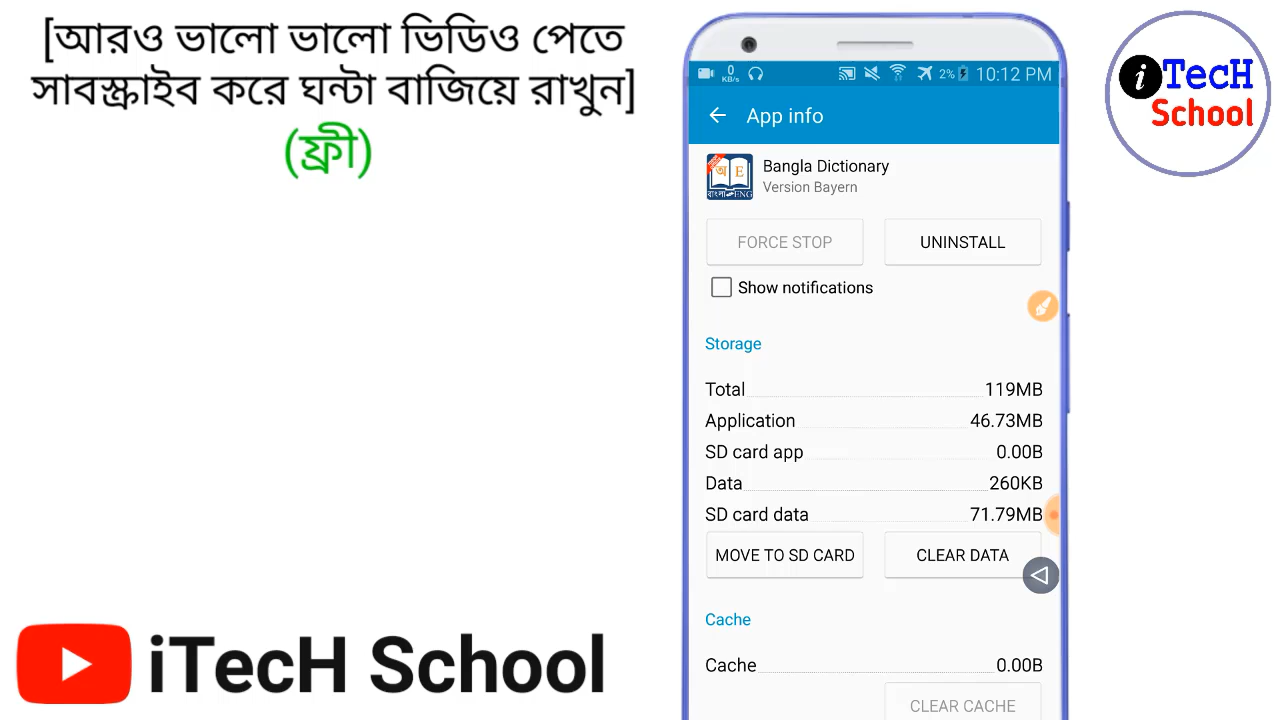 [আরও ভালো ভালো ভিডিও পেতে
সাবস্ক্রাইব করে ঘন্টা বাজিয়ে রাখুন]
(ফ্রী)
iTecH School
0
KB/s
2%
10:12 PM
App info
Bangla Dictionary
Version Bayern
FORCE STOP
UNINSTALL
Show notifications
Storage
Total 119MB
Application 46.73MB
SD card app 0.00B
Data 260KB
SD card data 71.79MB
MOVE TO SD CARD
CLEAR DATA
Cache
Cache 0.00B
CLEAR CACHE
i TecH
School